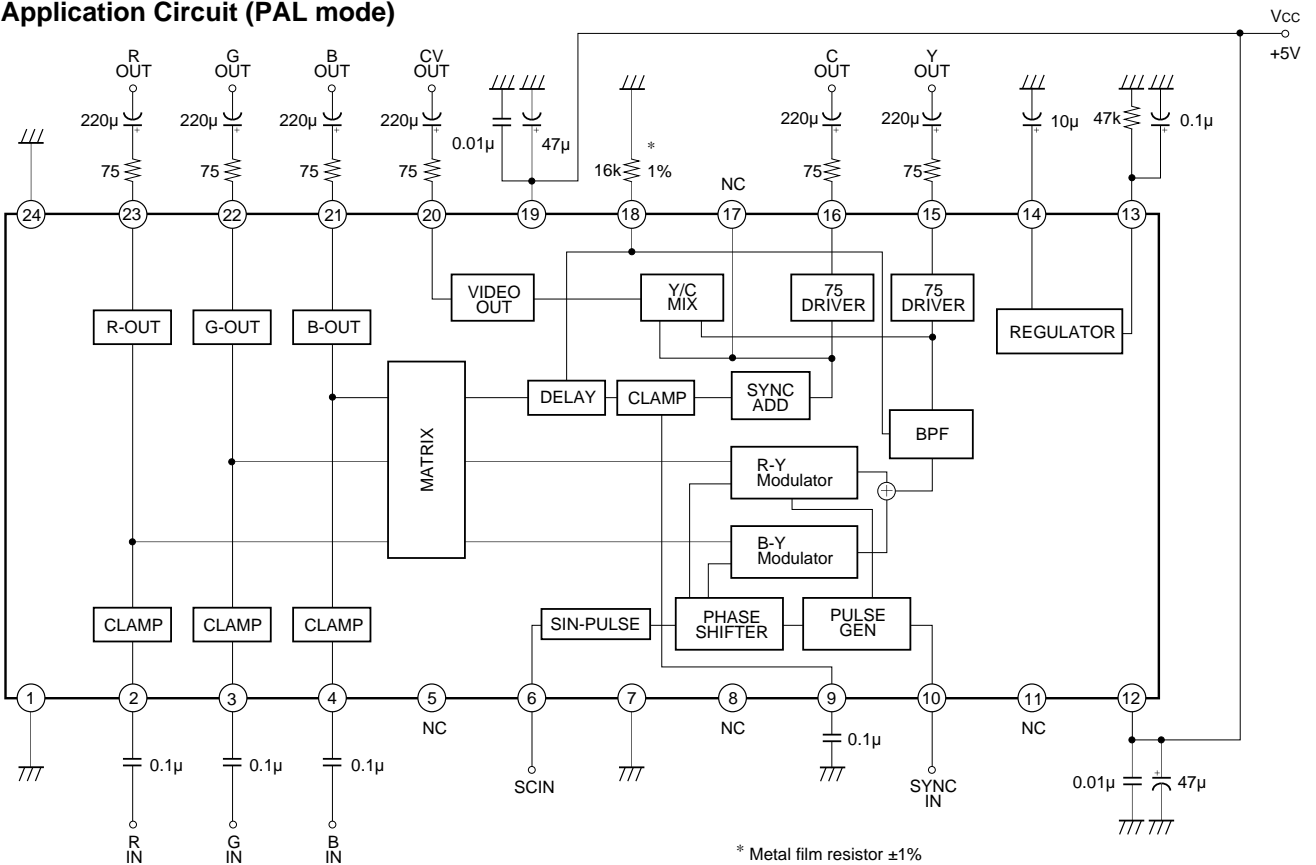 Application Circuit (PAL mode)
VCC
+5V
R
OUT
G
OUT
B
OUT
CV
OUT
C
OUT
Y
OUT
220µ
+
220µ
+
220µ
+
220µ
+
0.01µ
+
47µ
*
16k
1%
220µ
+
220µ
+
+
10µ
47k
+
0.1µ
75
75
75
75
75
75
NC
24
23
22
21
20
19
18
17
16
15
14
13
VIDEO
OUT
Y/C
MIX
75
DRIVER
75
DRIVER
R-OUT
G-OUT
B-OUT
REGULATOR
MATRIX
DELAY
CLAMP
SYNC
ADD
BPF
R-Y
Modulator
+
B-Y
Modulator
CLAMP
CLAMP
CLAMP
SIN-PULSE
PHASE
SHIFTER
PULSE
GEN
1
2
3
4
5
6
7
8
9
10
11
12
NC
NC
NC
0.1µ
0.1µ
0.1µ
0.1µ
SCIN
SYNC
IN
0.01µ
+
47µ
R
IN
G
IN
B
IN
* Metal film resistor ±1%